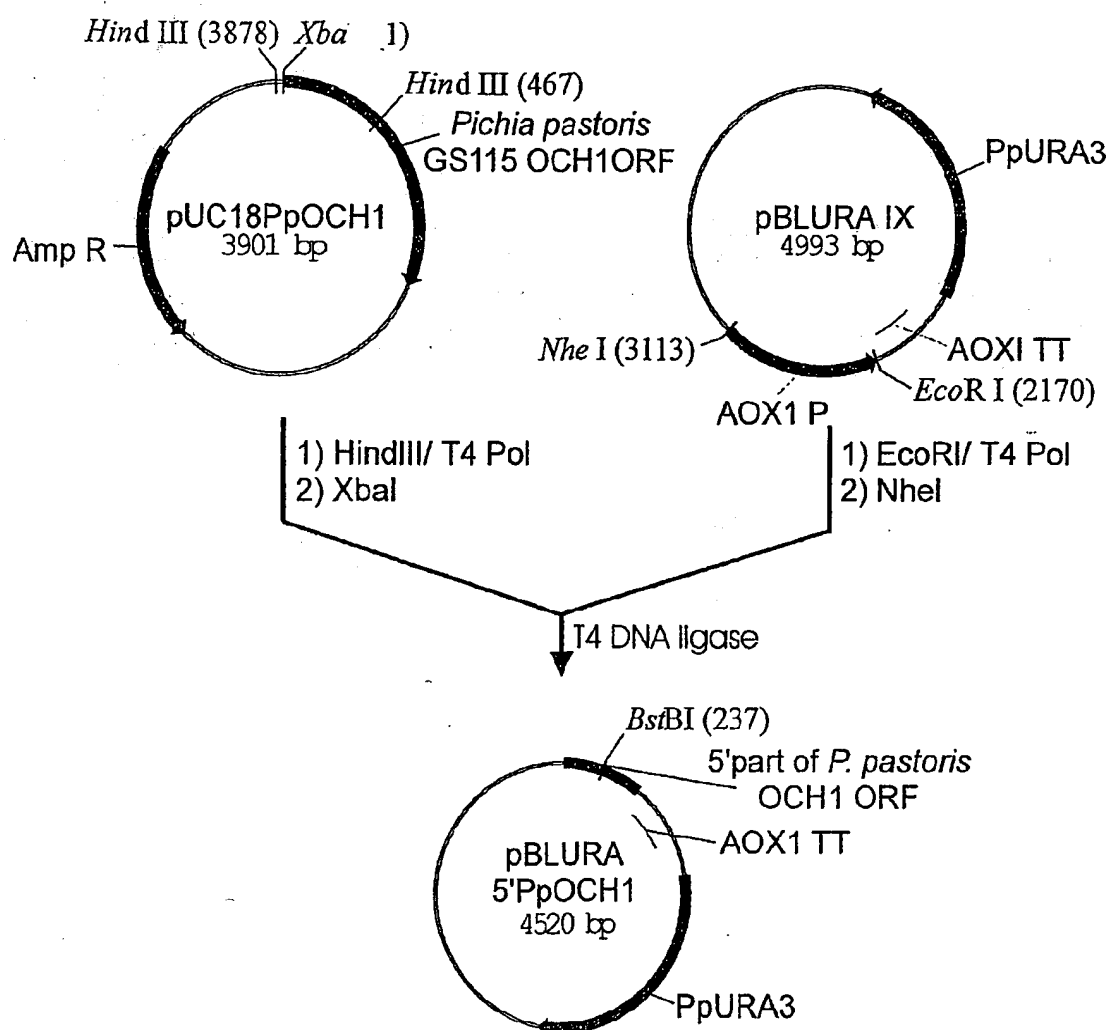 Hind III (3878) Xba 1)
Hind III (467)
Pichia pastoris
GS115 OCH1ORF
pUC18PpOCH1
3901 bp
Amp R
PpURA3
pBLURA IX
4993 bp
Nhe I (3113)
AOXI TT
EcoR I (2170)
AOX1 P
1) HindIII/ T4 Pol
2) XbaI
1) EcoRI/ T4 Pol
2) NheI
T4 DNA ligase
BstBI (237)
5'part of P. pastoris
OCH1 ORF
AOX1 TT
pBLURA
5'PpOCH1
4520 bp
PpURA3